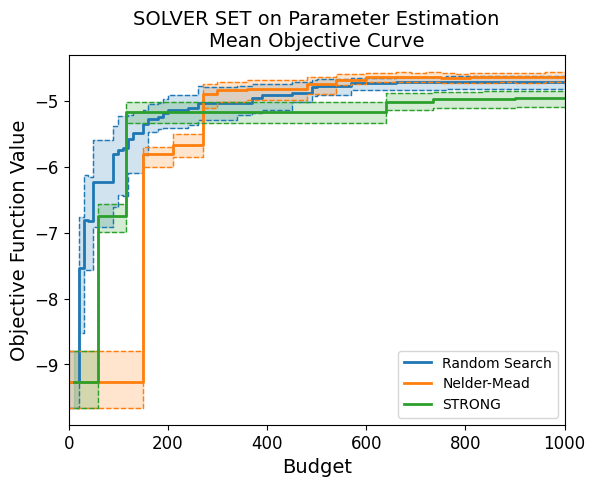 SOLVER SET on Parameter Estimation
Mean Objective Curve
Objective Function Value
−5
−6
−7
−8
−9
0 200 400 600 800 1000
Budget
Random Search
Nelder-Mead
STRONG